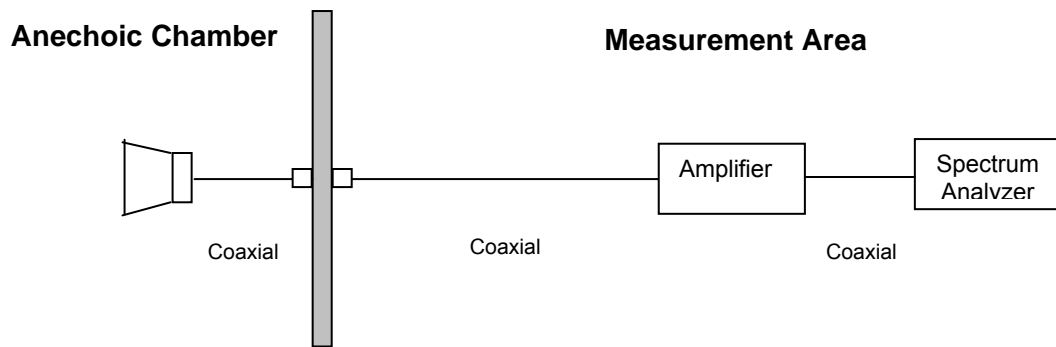 Anechoic Chamber
Measurement Area
Amplifier
Spectrum
Analyzer
Coaxial
Coaxial
Coaxial